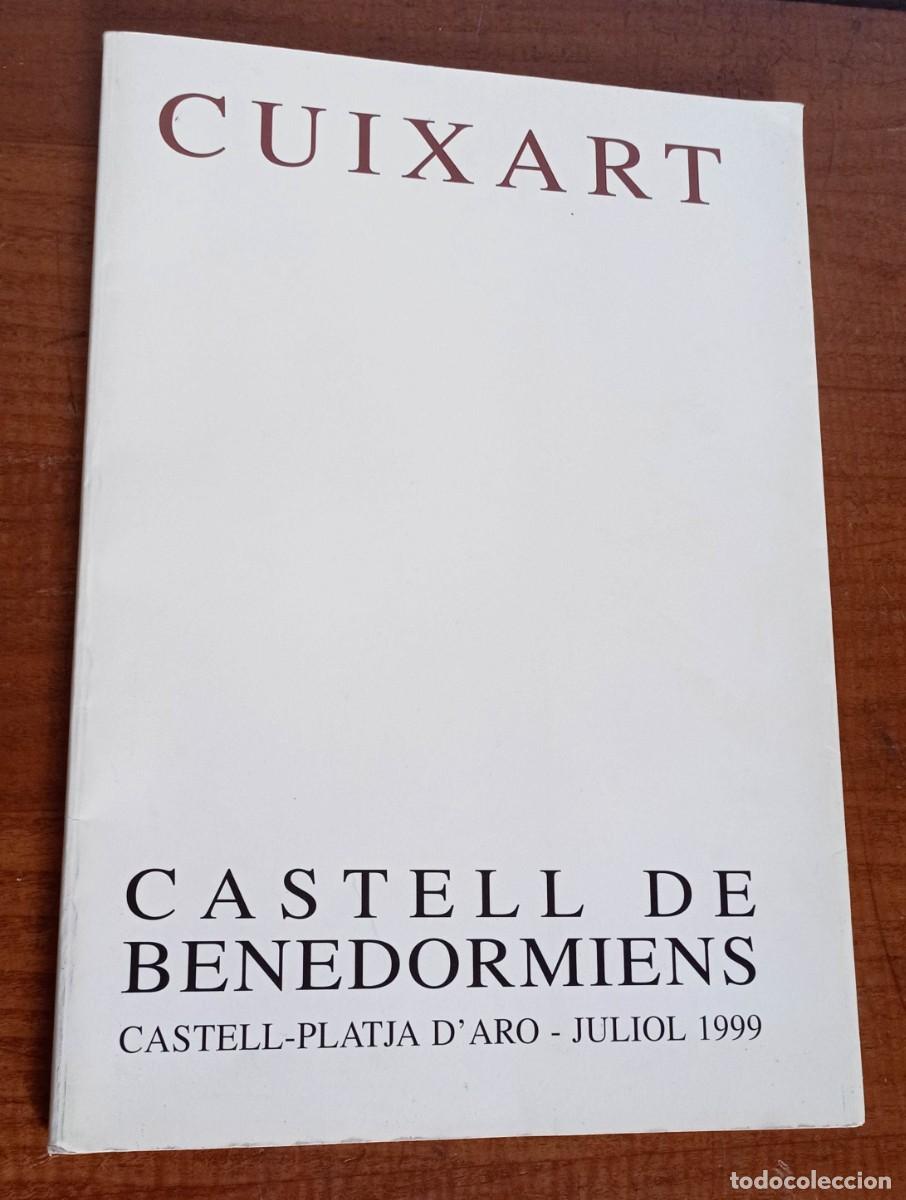 CUIXART
CASTELL DE
BENEDORMIENS
CASTELL-PLATJA D'ARO - JULIOL 1999
todocoleccion